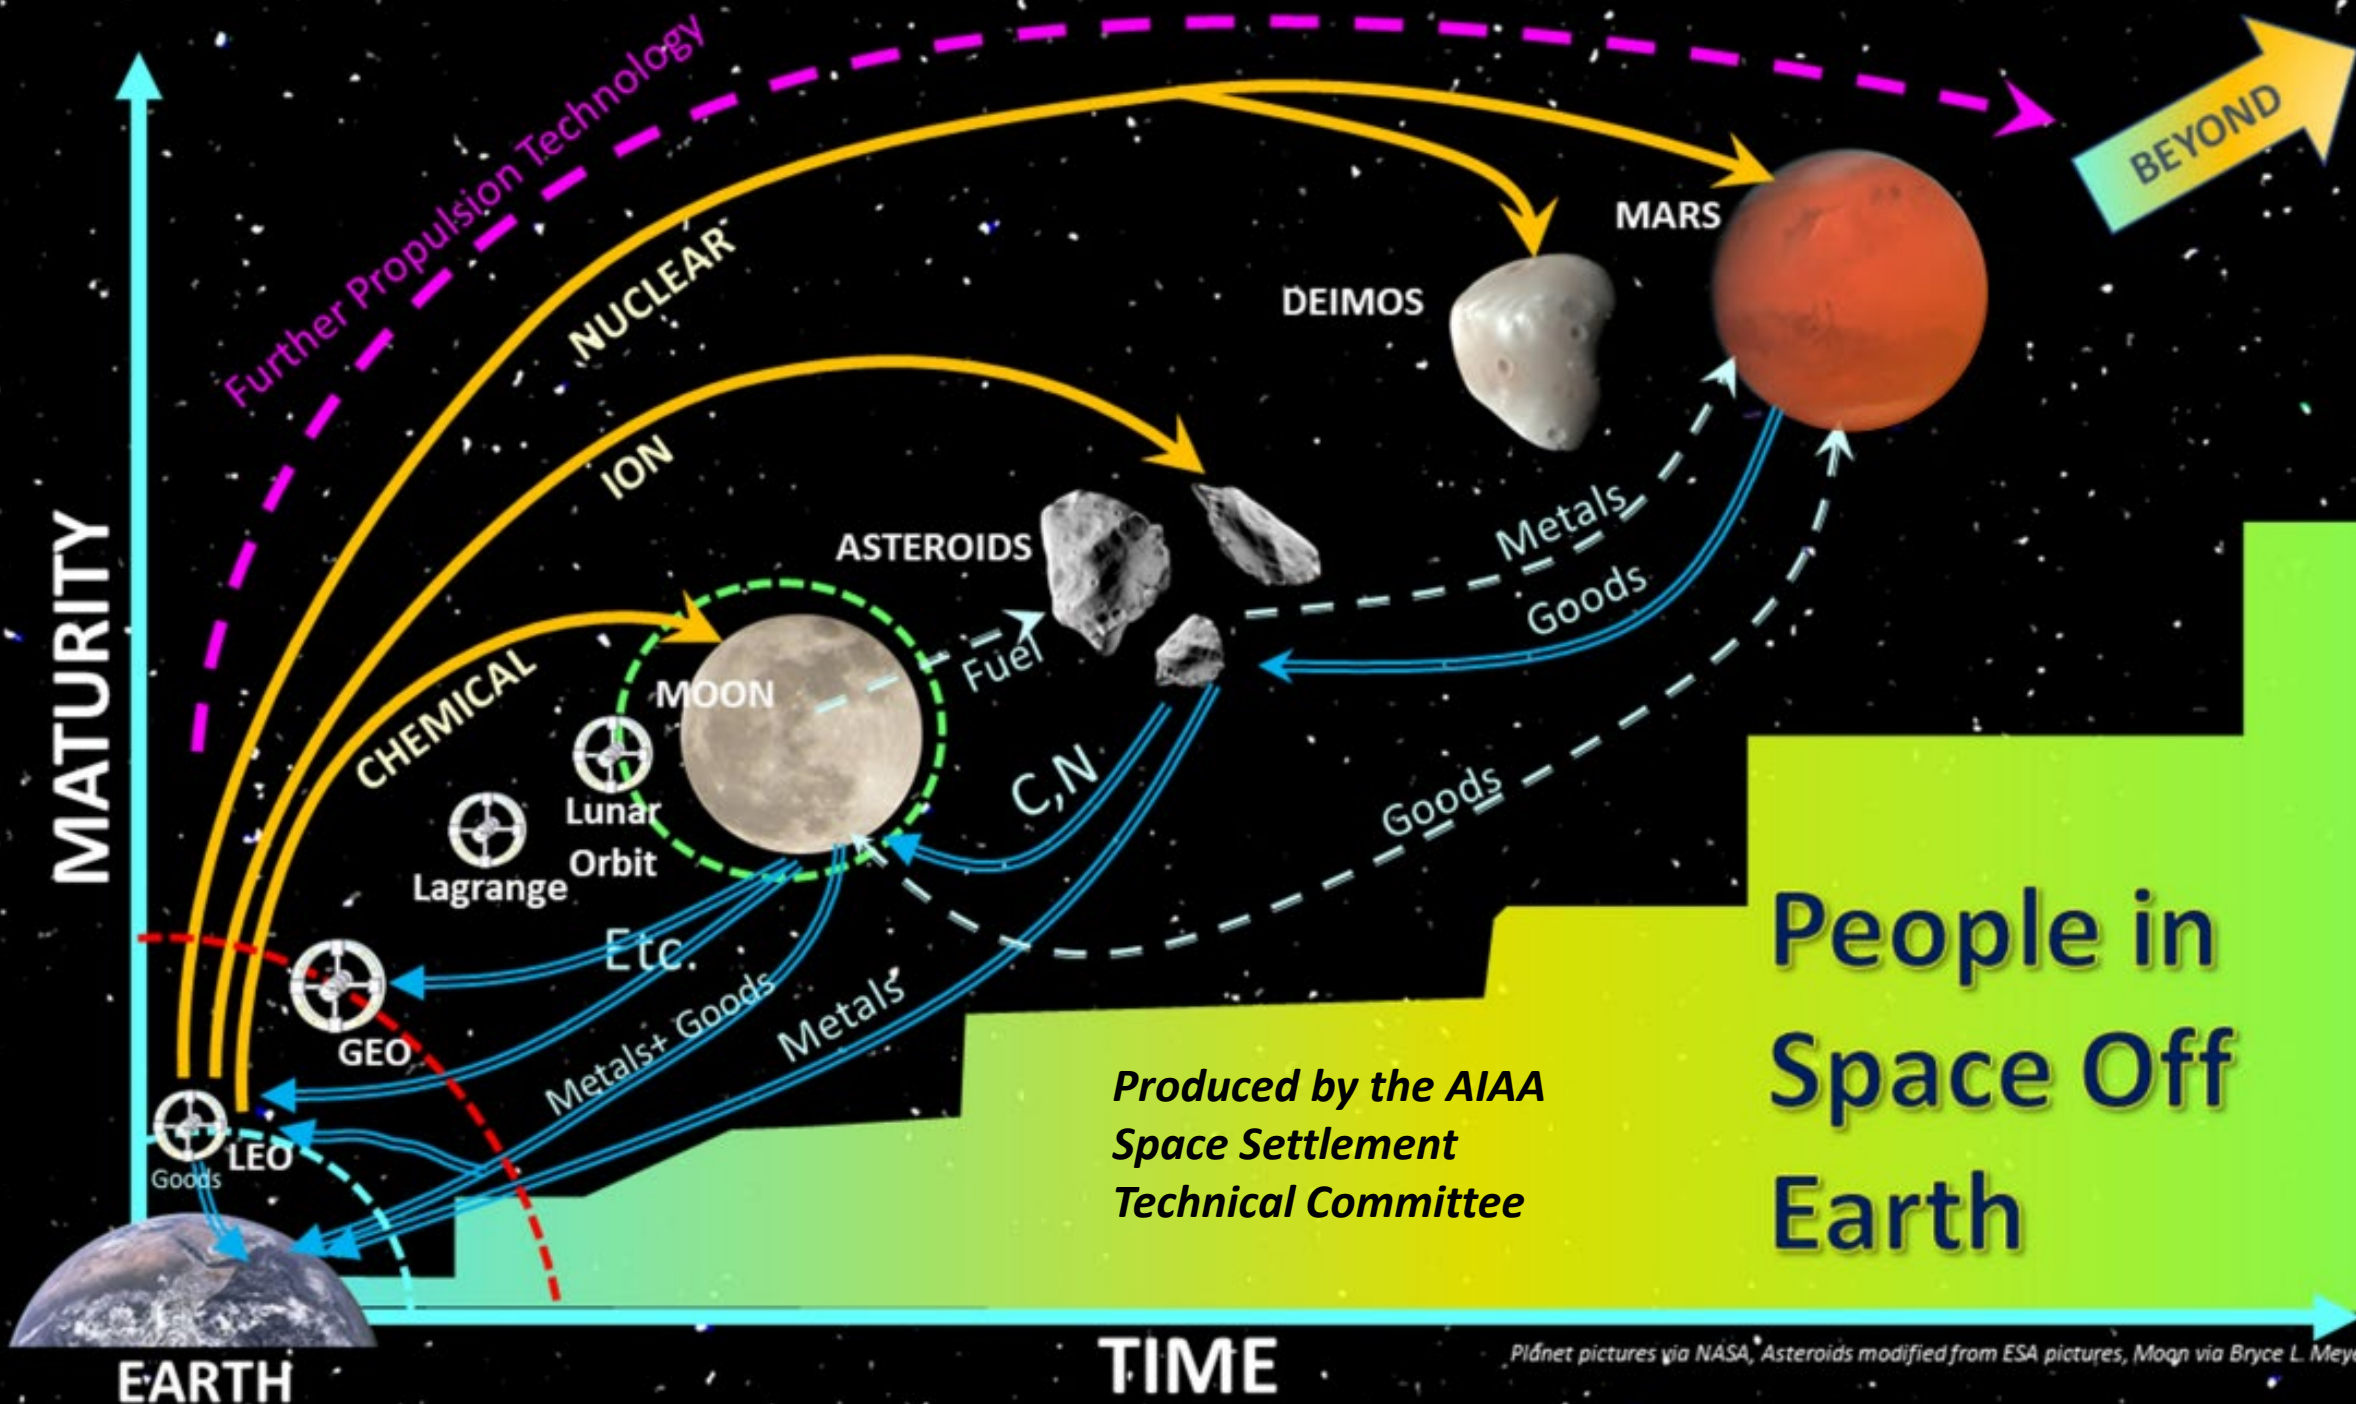 Further Propulsion Technology
BEYOND
NUCLEAR
MARS
DEIMOS
ION
ASTEROIDS
Metals
Goods
Fuel
MOON
CHEMICAL
MATURITY
C,N
Lunar
Orbit
Lagrange
Goods
Etc.
Metals+ Goods
Metals
GEO
LEO
Goods
People in
Space Off
Earth
Produced by the AIAA
Space Settlement
Technical Committee
TIME
EARTH
Planet pictures via NASA, Asteroids modified from ESA pictures, Moon via Bryce L. Meye